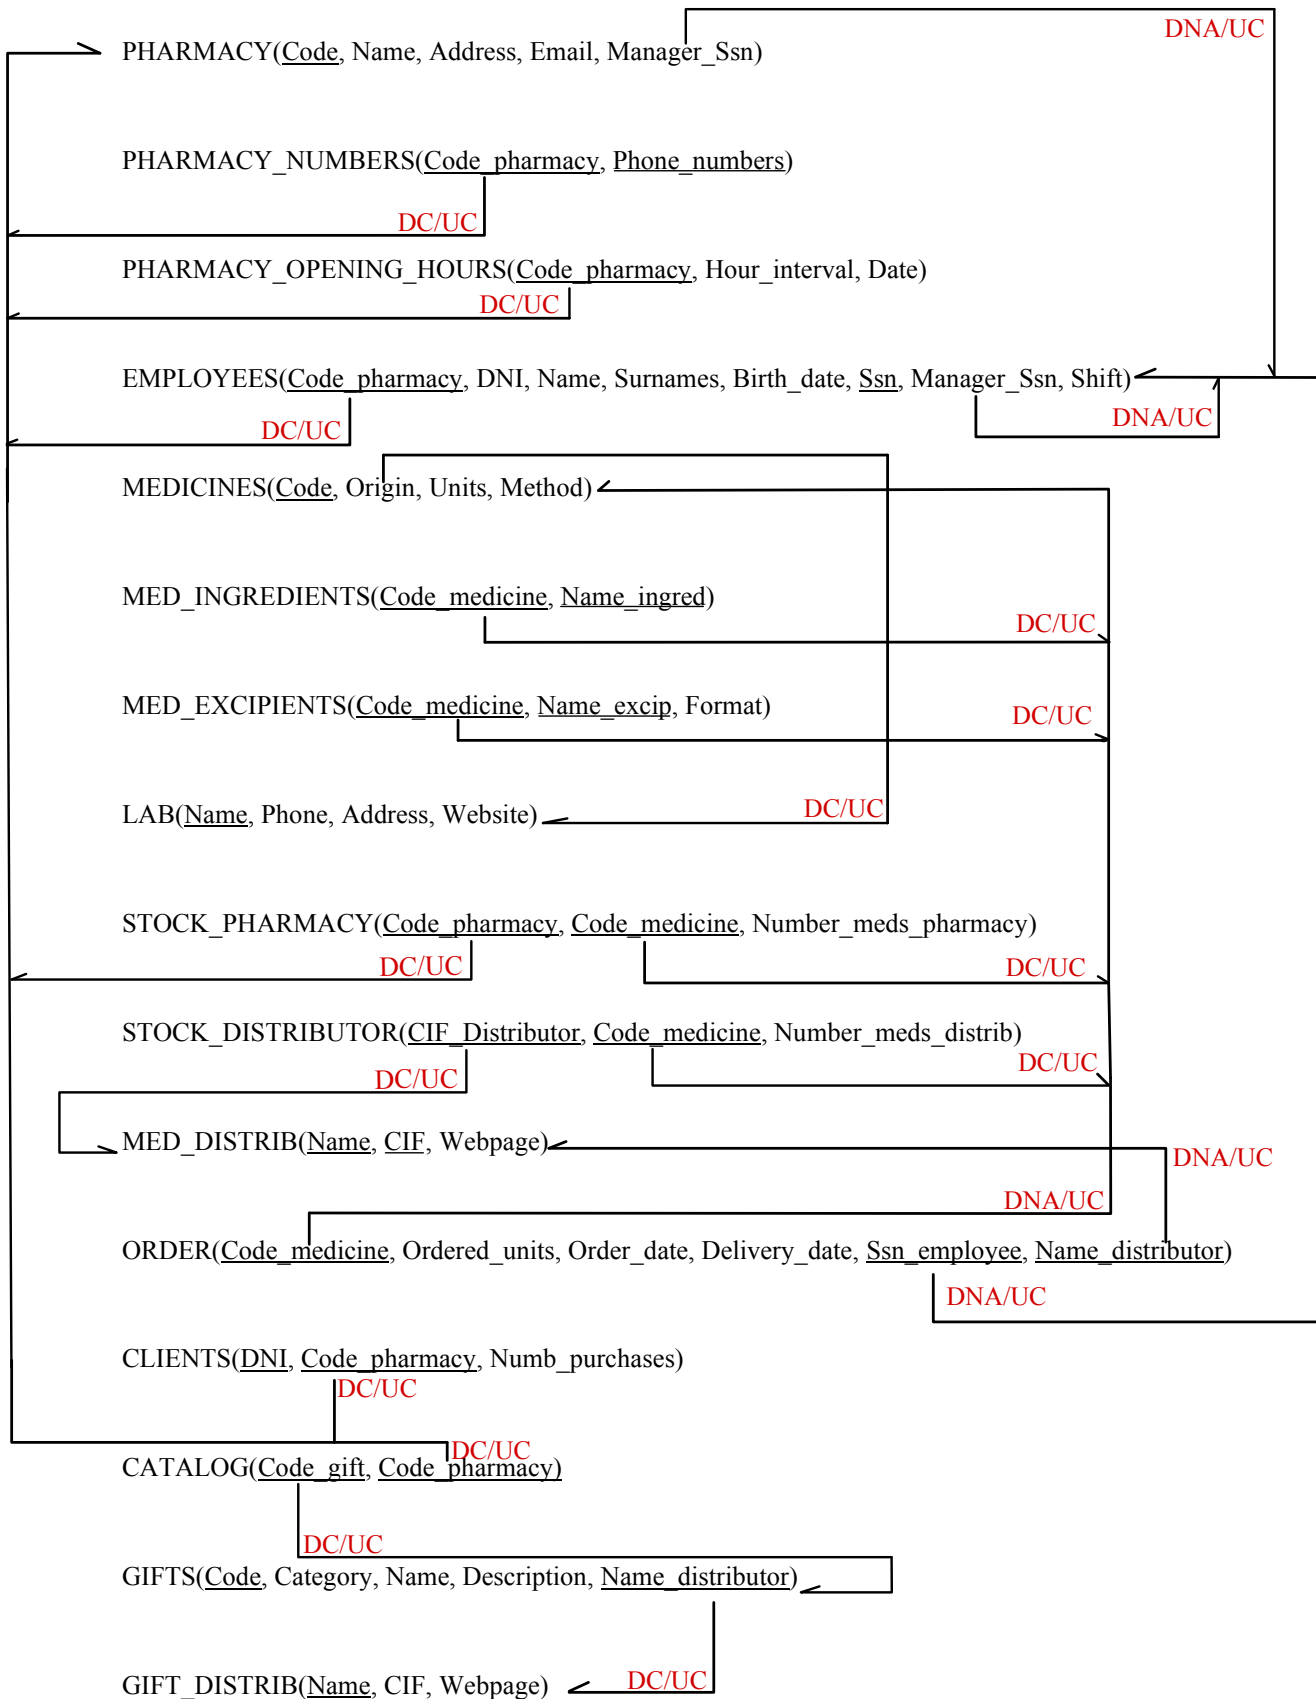 DNA/UC
PHARMACY(Code, Name, Address, Email, Manager_Ssn)
PHARMACY_NUMBERS(Code_pharmacy, Phone_numbers)
DC/UC
PHARMACY_OPENING_HOURS(Code_pharmacy, Hour_interval, Date)
DC/UC
EMPLOYEES(Code_pharmacy, DNI, Name, Surnames, Birth_date, Ssn, Manager_Ssn, Shift)
DNA/UC
DC/UC
MEDICINES(Code, Origin, Units, Method)
MED_INGREDIENTS(Code_medicine, Name_ingred)
DC/UC
MED_EXCIPIENTS(Code_medicine, Name_excip, Format)
DC/UC
LAB(Name, Phone, Address, Website)
DC/UC
STOCK_PHARMACY(Code_pharmacy, Code_medicine, Number_meds_pharmacy)
DC/UC DC/UC
STOCK_DISTRIBUTOR(CIF_Distributor, Code_medicine, Number_meds_distrib)
DC/UC DC/UC
MED_DISTRIB(Name, CIF, Webpage)
DNA/UC
DNA/UC
ORDER(Code_medicine, Ordered_units, Order_date, Delivery_date, Ssn_employee, Name_distributor)
DNA/UC
CLIENTS(DNI, Code_pharmacy, Numb_purchases)
DC/UC
DC/UC
CATALOG(Code_gift, Code_pharmacy)
DC/UC
GIFTS(Code, Category, Name, Description, Name_distributor)
GIFT_DISTRIB(Name, CIF, Webpage)
DC/UC